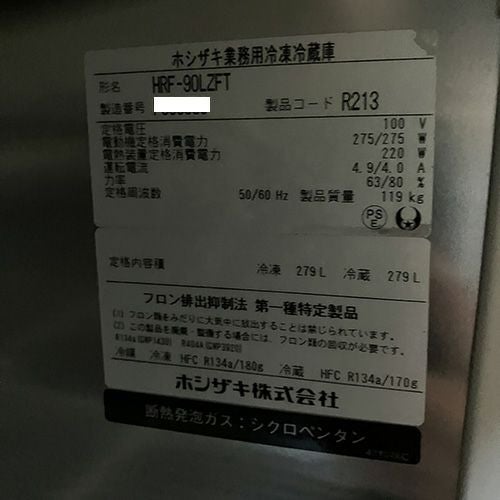 ホシザキ業務用冷凍冷蔵庫
形名 HRF-90LZFT
製造番号
製品コード R213
定格電圧 100 V
電動機定格消費電力 275/275 W
電熱装置定格消費電力 220 W
運転電流 4.9/4.0 A
力率 63/80 %
定格周波数 50/60 Hz 製品質量 119 kg
PS E
定格内容積 冷凍 279 L 冷蔵 279 L
フロン排出抑制法 第一種特定製品
(1) フロン類をみだりに大気中に放出することは禁じられています。
(2) この製品を廃棄・整備する場合には、フロン類の回収が必要です。
R134a(GWP1430) R404A(GWP3920)
冷媒 冷凍 HFC R134a/180g 冷蔵 HFC R134a/170g
ホシザキ株式会社
断熱発泡ガス:シクロペンタン